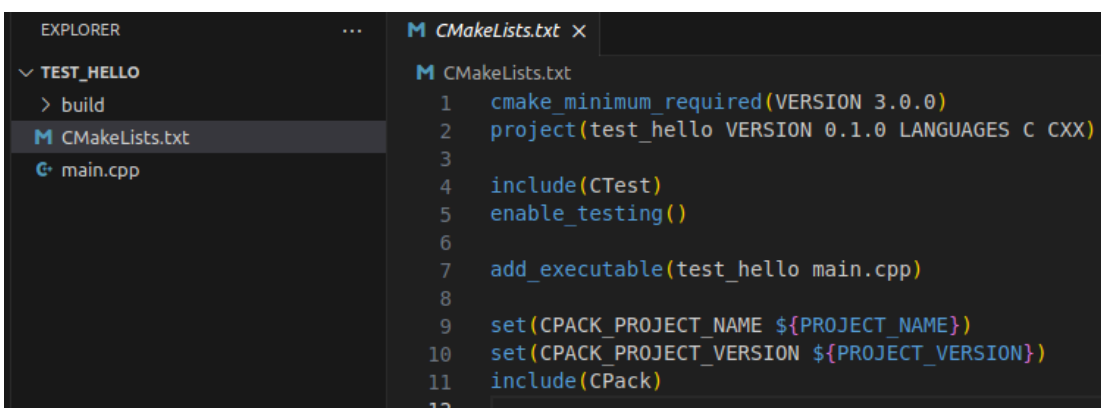 EXPLORER
TEST_HELLO
build
CMakeLists.txt
main.cpp
CMakeLists.txt
CMakeLists.txt
1 cmake_minimum_required(VERSION 3.0.0)
2 project(test_hello VERSION 0.1.0 LANGUAGES C CXX)
3
4 include(CTest)
5 enable_testing()
6
7 add_executable(test_hello main.cpp)
8
9 set(CPACK_PROJECT_NAME ${PROJECT_NAME})
10 set(CPACK_PROJECT_VERSION ${PROJECT_VERSION})
11 include(CPack)
12